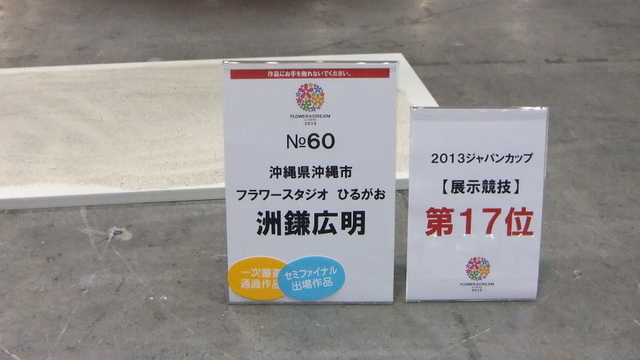 作品にお手を触れないでください。
FLOWER&DREAM
2013
№60
沖縄県沖縄市
フラワースタジオ ひるがお
洲鎌広明
一次審査
通過作品
セミファイナル
出場作品
2013ジャパンカップ
【展示競技】
第17位
FLOWER&DREAM
2013